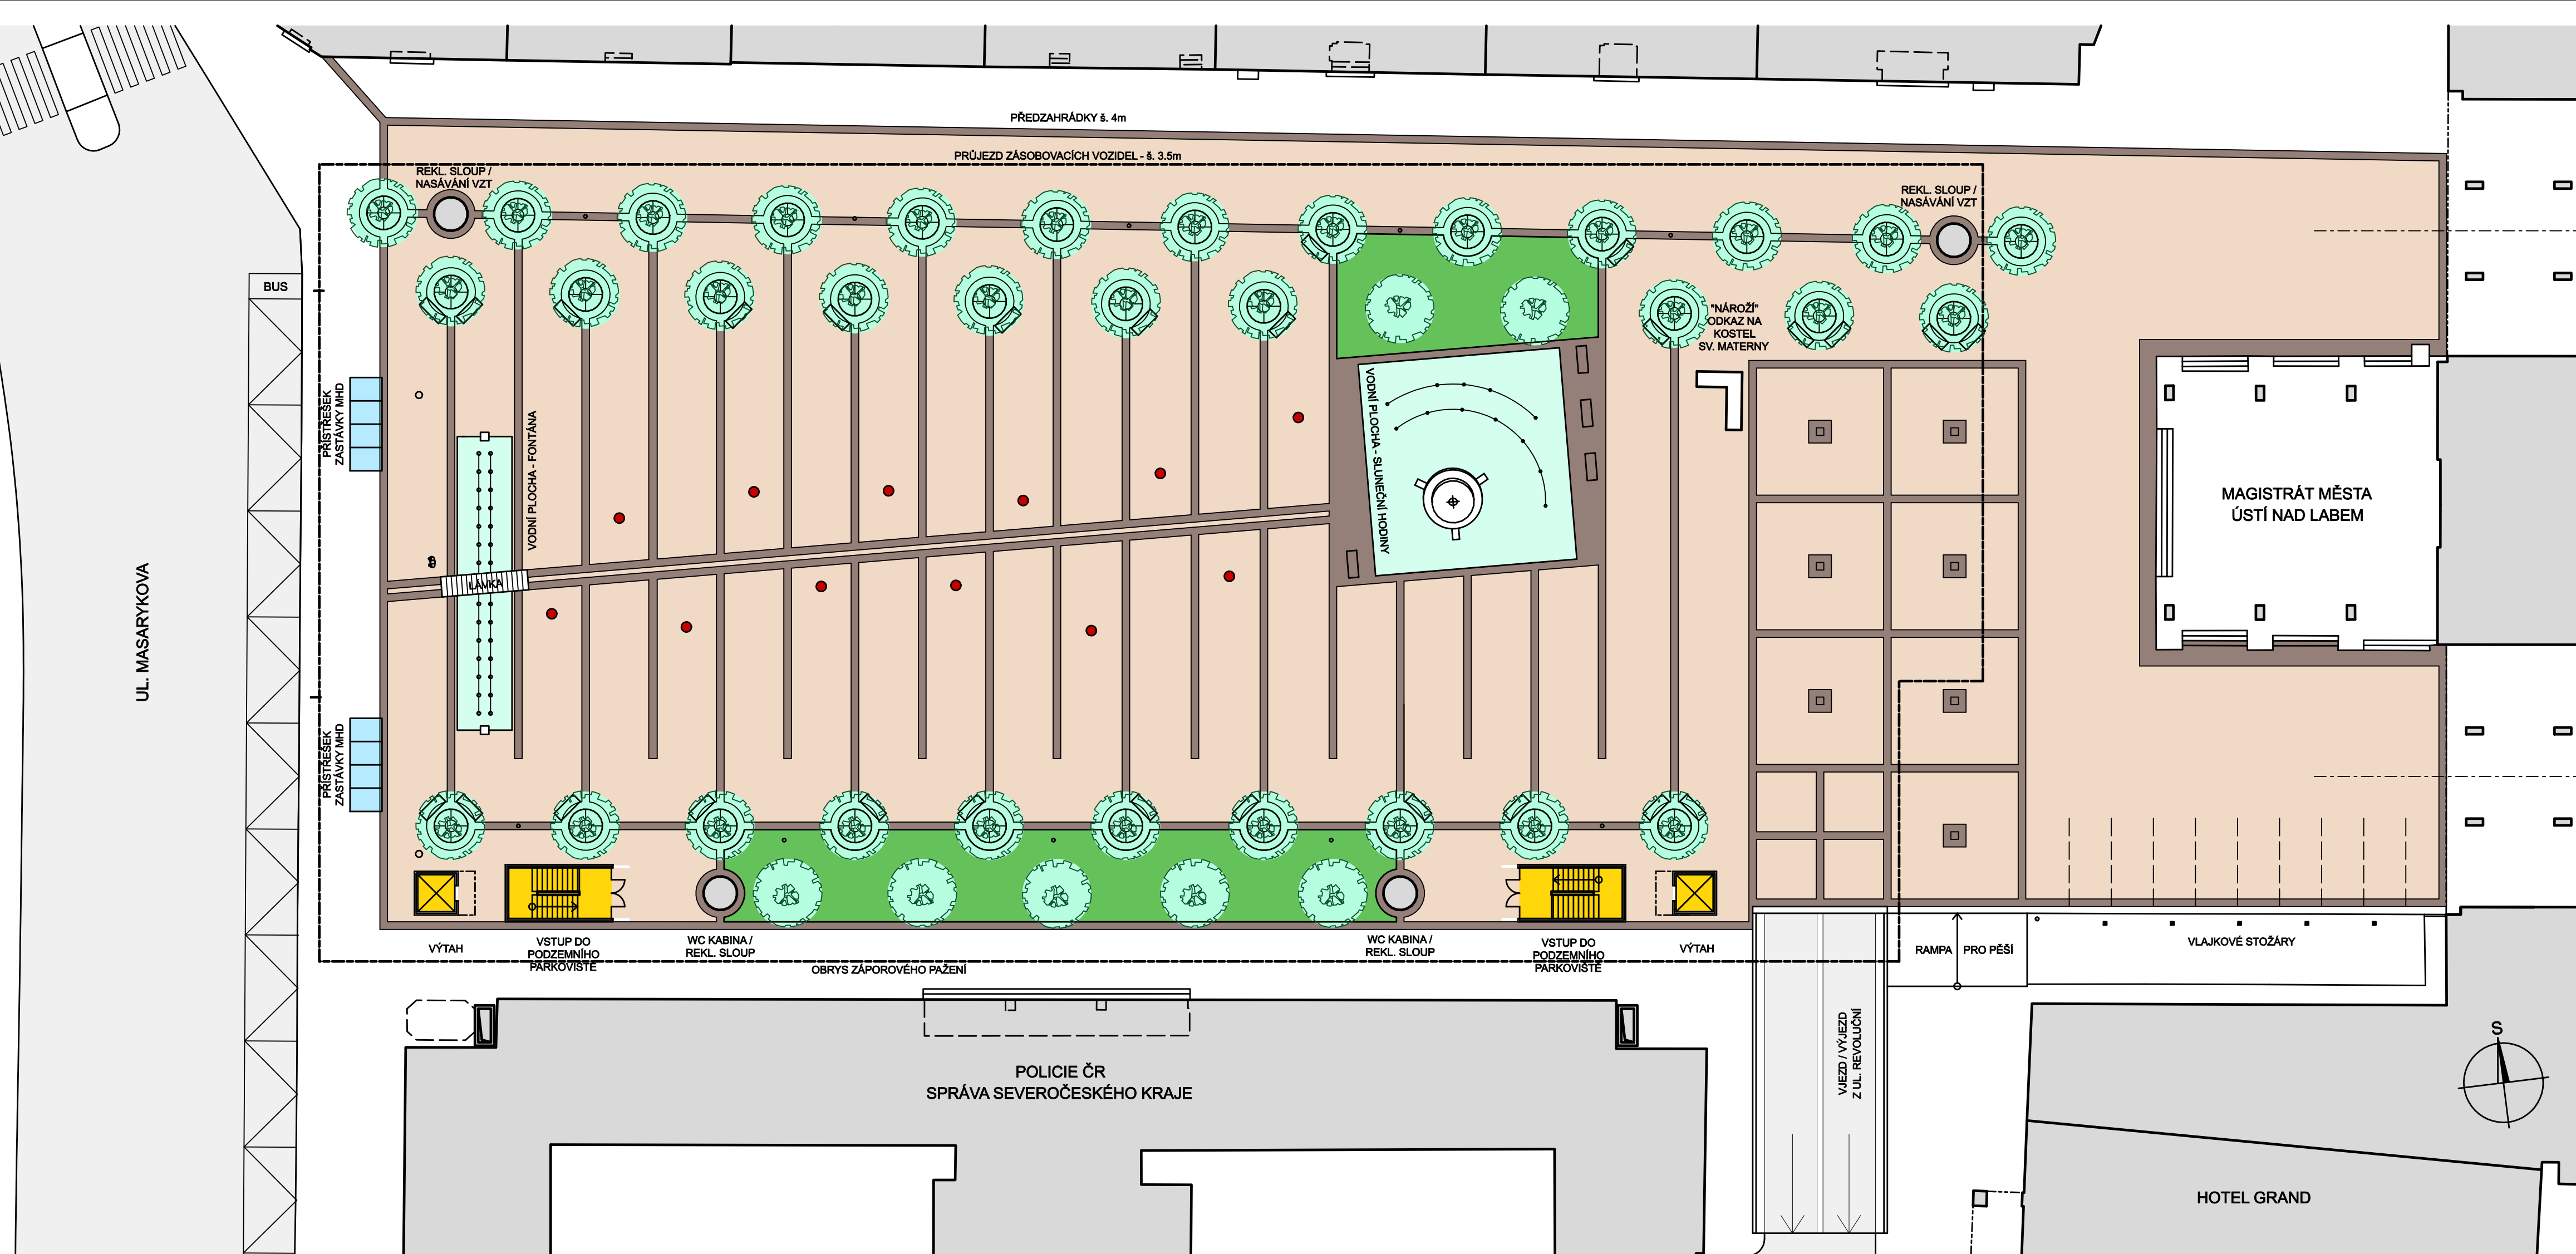 PŘEDZAHRÁDKY š. 4m
PRŮJEZD ZÁSOBOVACÍCH VOZIDEL - š. 3.5m
REKL. SLOUP /
NASÁVÁNÍ VZT
REKL. SLOUP /
NASÁVÁNÍ VZT
BUS
"NÁROŽÍ"
ODKAZ NA
KOSTEL
SV. MATERNY
PŘÍSTŘEŠEK
ZASTÁVKY MHD
VODNÍ PLOCHA - FONTÁNA
VODNÍ PLOCHA - SLUNEČNÍ HODINY
MAGISTRÁT MĚSTA
ÚSTÍ NAD LABEM
LÁVKA
UL. MASARYKOVA
PŘÍSTŘEŠEK
ZASTÁVKY MHD
VÝTAH
VSTUP DO
PODZEMNÍHO
PARKOVIŠTĚ
WC KABINA /
REKL. SLOUP
OBRYS ZÁPOROVÉHO PAŽENÍ
WC KABINA /
REKL. SLOUP
VSTUP DO
PODZEMNÍHO
PARKOVIŠTĚ
VÝTAH
RAMPA PRO PĚŠÍ
VLAJKOVÉ STOŽÁRY
VJEZD / VÝJEZD
Z UL. REVOLUČNÍ
POLICIE ČR
SPRÁVA SEVEROČESKÉHO KRAJE
S
HOTEL GRAND